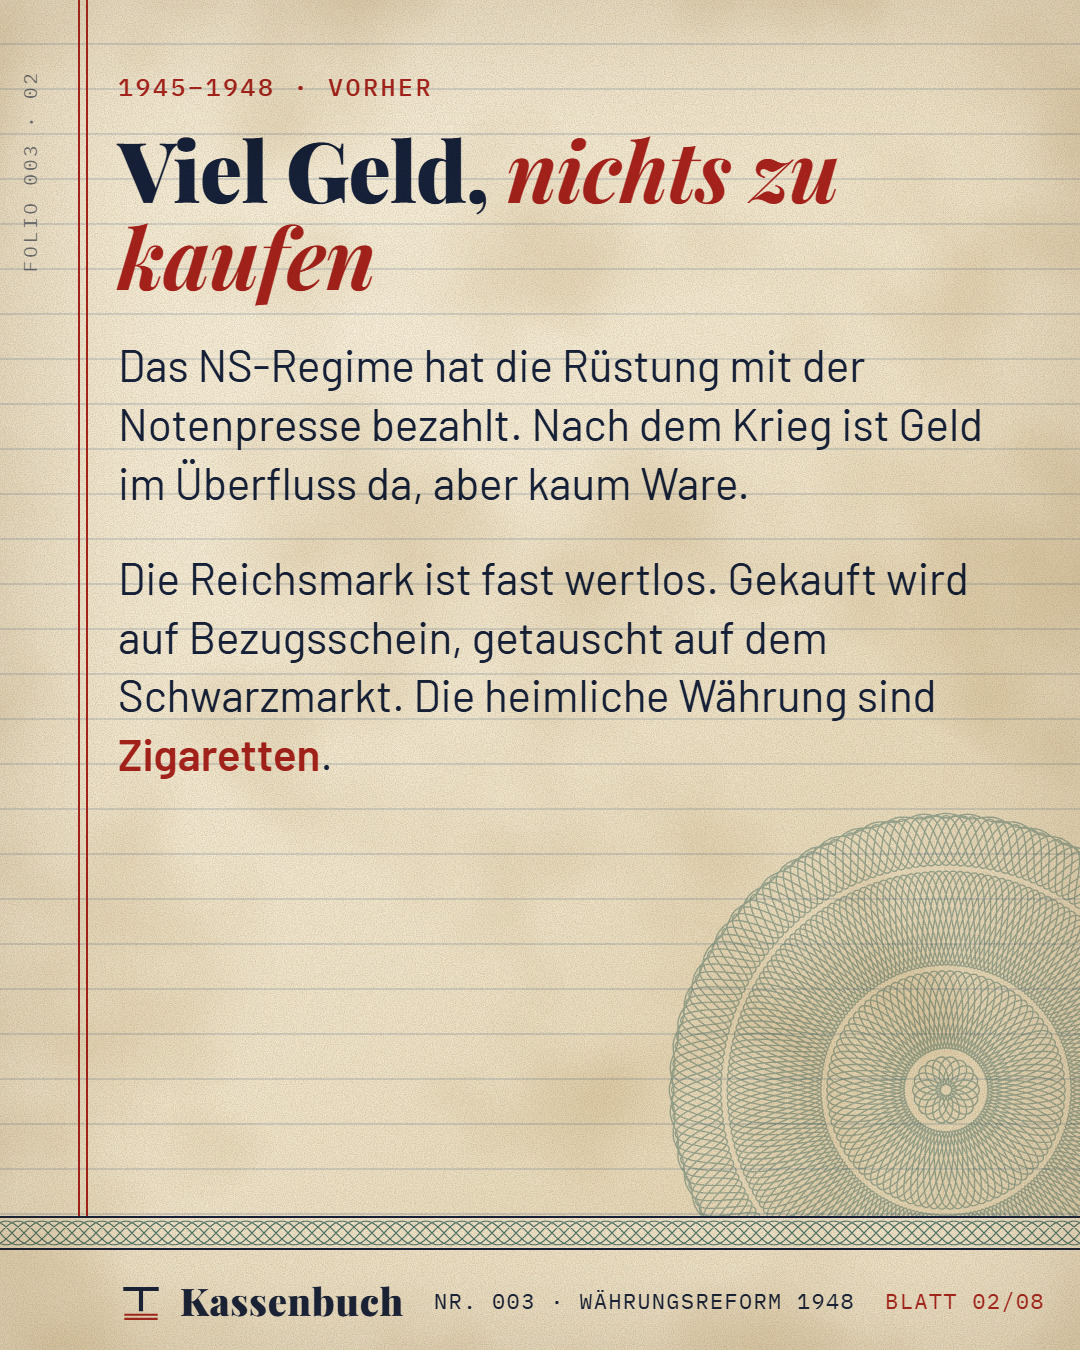 FOLIO 003 · 02
1945–1948 · VORHER
Viel Geld, nichts zu
kaufen
Das NS-Regime hat die Rüstung mit der
Notenpresse bezahlt. Nach dem Krieg ist Geld
im Überfluss da, aber kaum Ware.
Die Reichsmark ist fast wertlos. Gekauft wird
auf Bezugsschein, getauscht auf dem
Schwarzmarkt. Die heimliche Währung sind
Zigaretten.
Kassenbuch NR. 003 · WÄHRUNGSREFORM 1948 BLATT 02/08